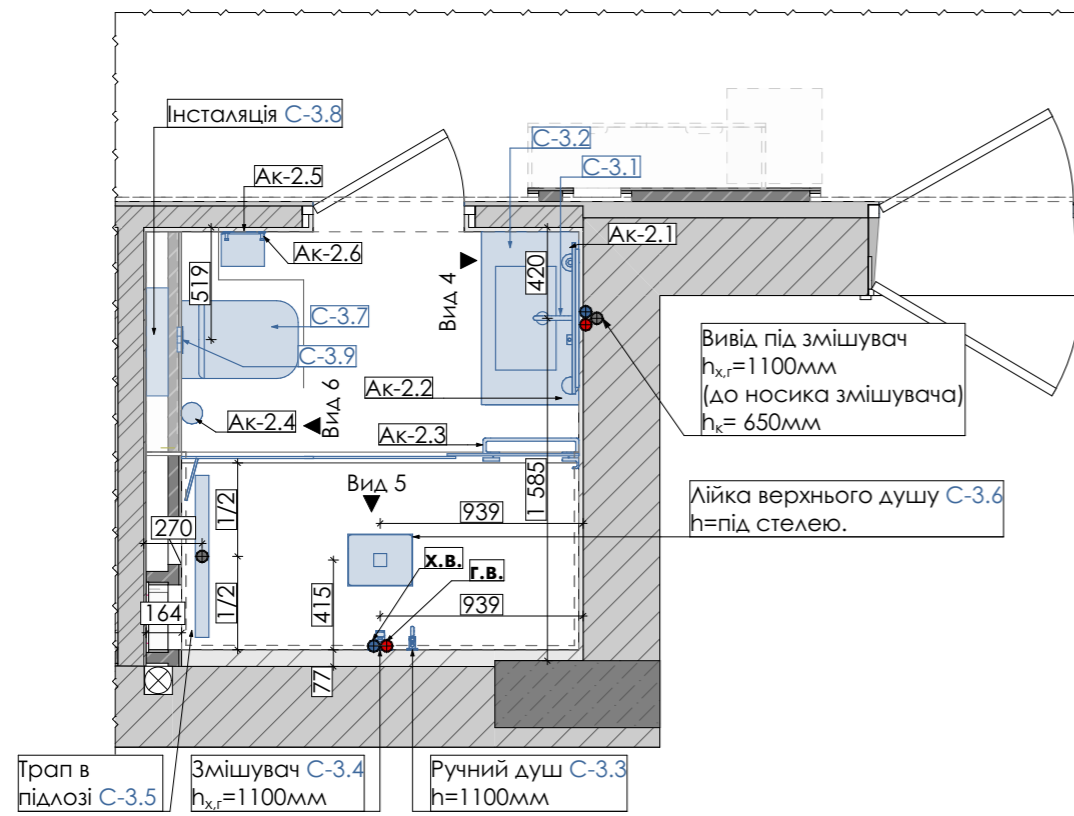 Інсталяція С-3.8
С-3.2
С-3.1
Ак-2.5
Ак-2.1
Ак-2.6
Вид 4
420
519
С-3.7
С-3.9
Вивід під змішувач
hх,г=1100мм
(до носика змішувача)
hк= 650мм
Ак-2.2
Вид 6
Ак-2.4
Ак-2.3
Вид 5
1/2
939
1 585
Лійка верхнього душу С-3.6
h=під стелею.
270
х.в.
г.в.
1/2
415
939
164
77
Трап в
підлозі С-3.5
Змішувач С-3.4
hх,г=1100мм
Ручний душ С-3.3
h=1100мм